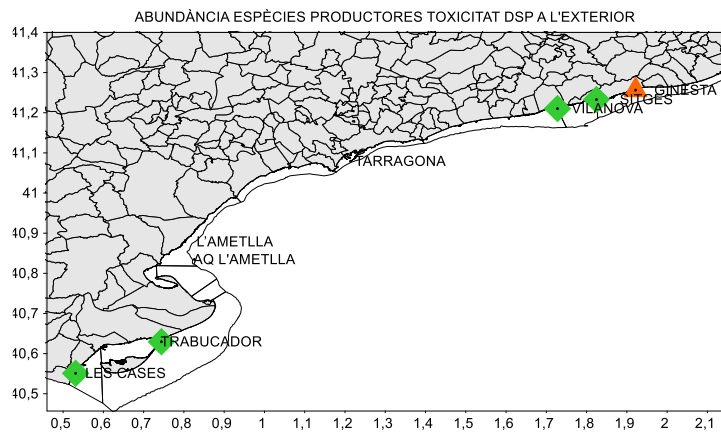 ABUNDÀNCIA ESPÈCIES PRODUCTORES TOXICITAT DSP A L'EXTERIOR
41,4
41,3
41,2
41,1
41
40,9
40,8
40,7
40,6
40,5
GINESTA
SITGES
VILANOVA
TARRAGONA
L'AMETLLA
AQ L'AMETLLA
TRABUCADOR
LES CASES
0,5 0,6 0,7 0,8 0,9 1 1,1 1,2 1,3 1,4 1,5 1,6 1,7 1,8 1,9 2 2,1